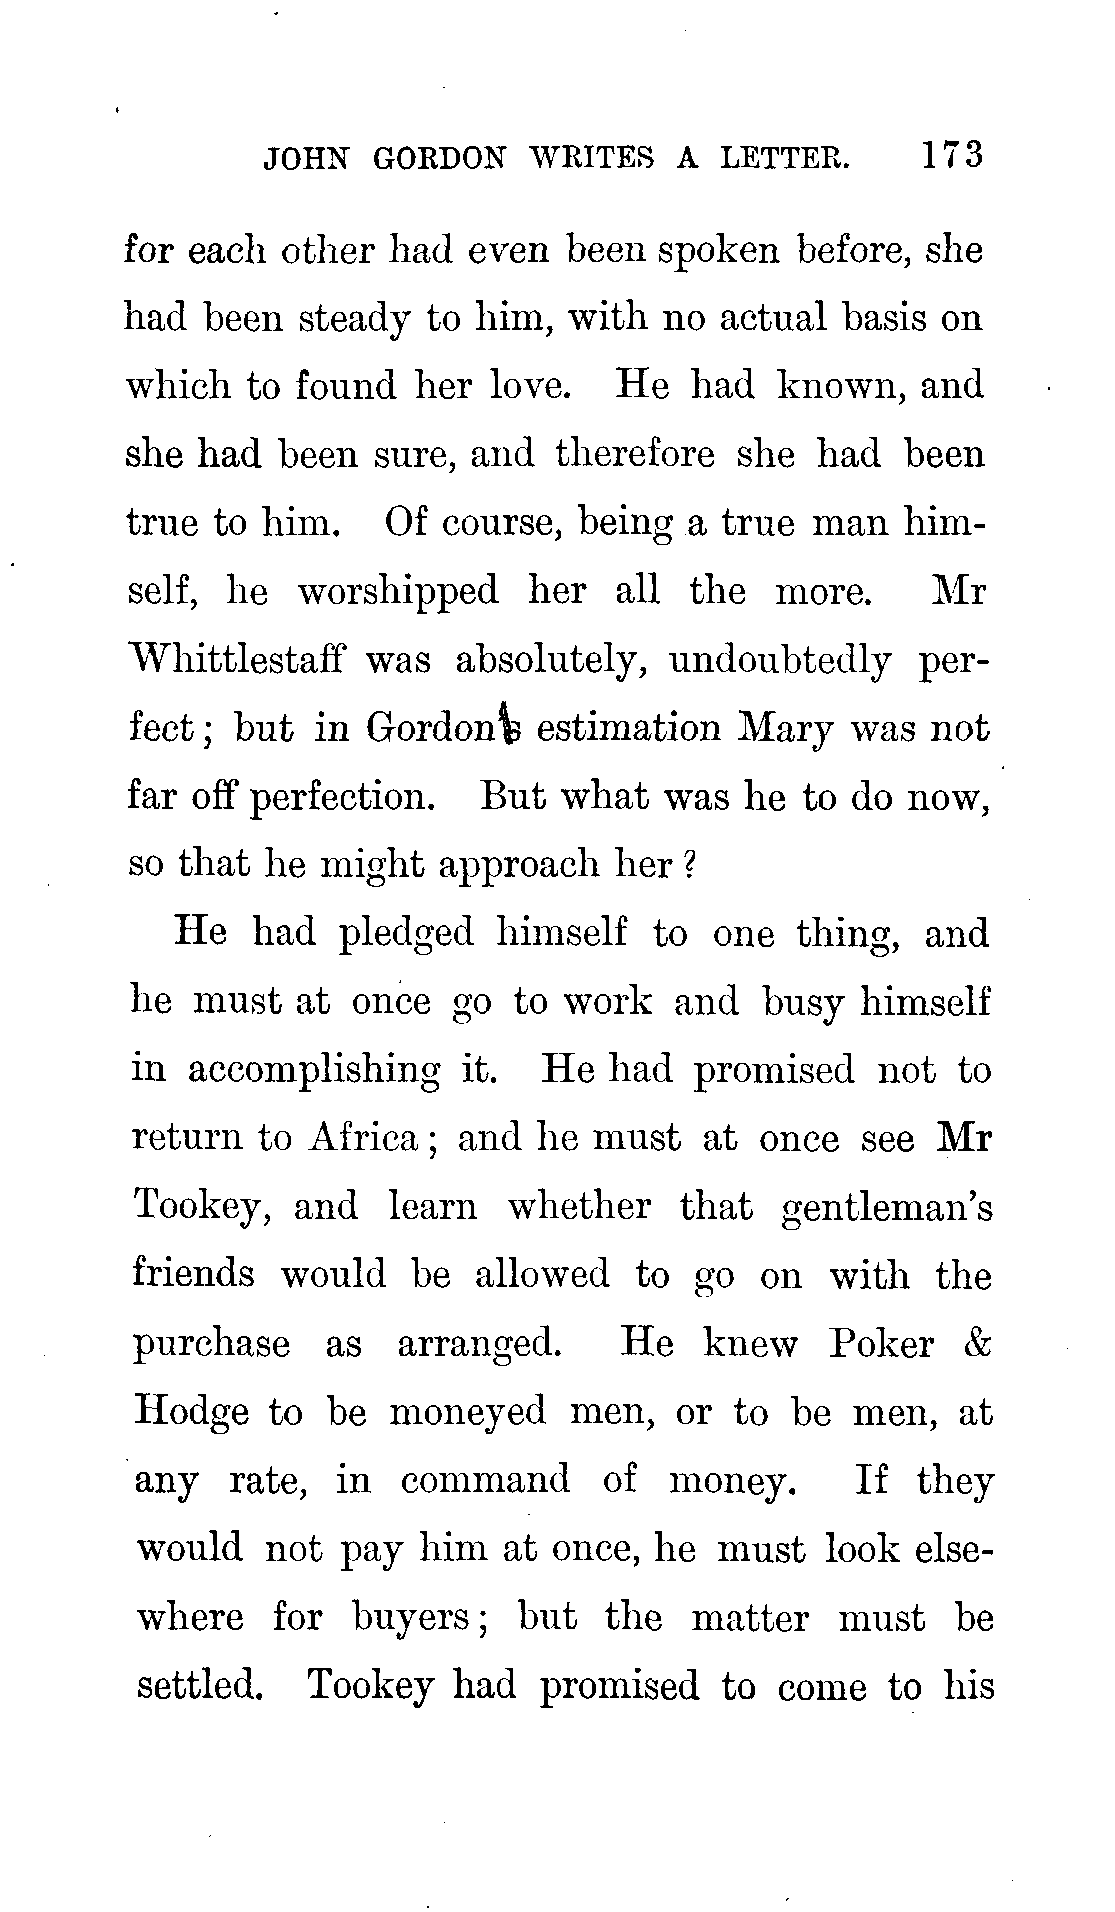 JOHN GORDON WRITES A LETTER. 173
for each other had even been spoken before, she
had been steady to him, with no actual basis on
which to found her love. He had known, and
she had been sure, and therefore she had been
true to him. Of course, being a true man him-
self, he worshipped her all the more. Mr
Whittlestaff was absolutely, undoubtedly per-
fect; but in Gordon's estimation Mary was not
far off perfection. But what was he to do now,
so that he might approach her?
He had pledged himself to one thing, and
he must at once go to work and busy himself
in accomplishing it. He had promised not to
return to Africa; and he must at once see Mr
Tookey, and learn whether that gentleman's
friends would be allowed to go on with the
purchase as arranged. He knew Poker &
Hodge to be moneyed men, or to be men, at
any rate, in command of money. If they
would not pay him at once, he must look else-
where for buyers; but the matter must be
settled. Tookey had promised to come to his